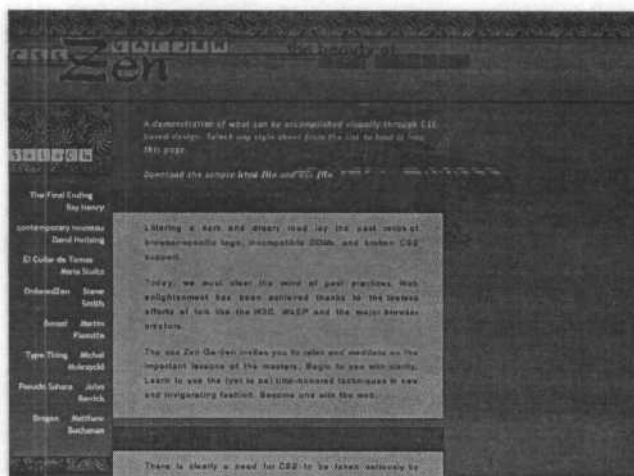 css Zen GARDEN
the beauty of
A demonstration of what can be accomplished visually through CSS-
based design. Select any style sheet from the list to load it into
this page.
Download the sample html file and css file
Select
The Final Ending
Ray Henry
contemporary nouveau
David Hellsing
El Collar de Tomas
Maria Stultz
OrderedZen Steve
Smith
Type Thing Michal
Mokrzycki
Pseudo Sahara John
Barrick
Dragen Matthew
Buchanan
Littering a dark and dreary road lay the past relics of
browser-specific tags, incompatible DOMs, and broken CSS
support.
Today, we must clear the mind of past practices. Web
enlightenment has been achieved thanks to the tireless
efforts of folk like the W3C, WaSP and the major browser
creators.
The css Zen Garden invites you to relax and meditate on the
important lessons of the masters. Begin to see with clarity.
Learn to use the (yet to be) time-honored techniques in new
and invigorating fashion. Become one with the web.
There is clearly a need for CSS to be taken seriously by